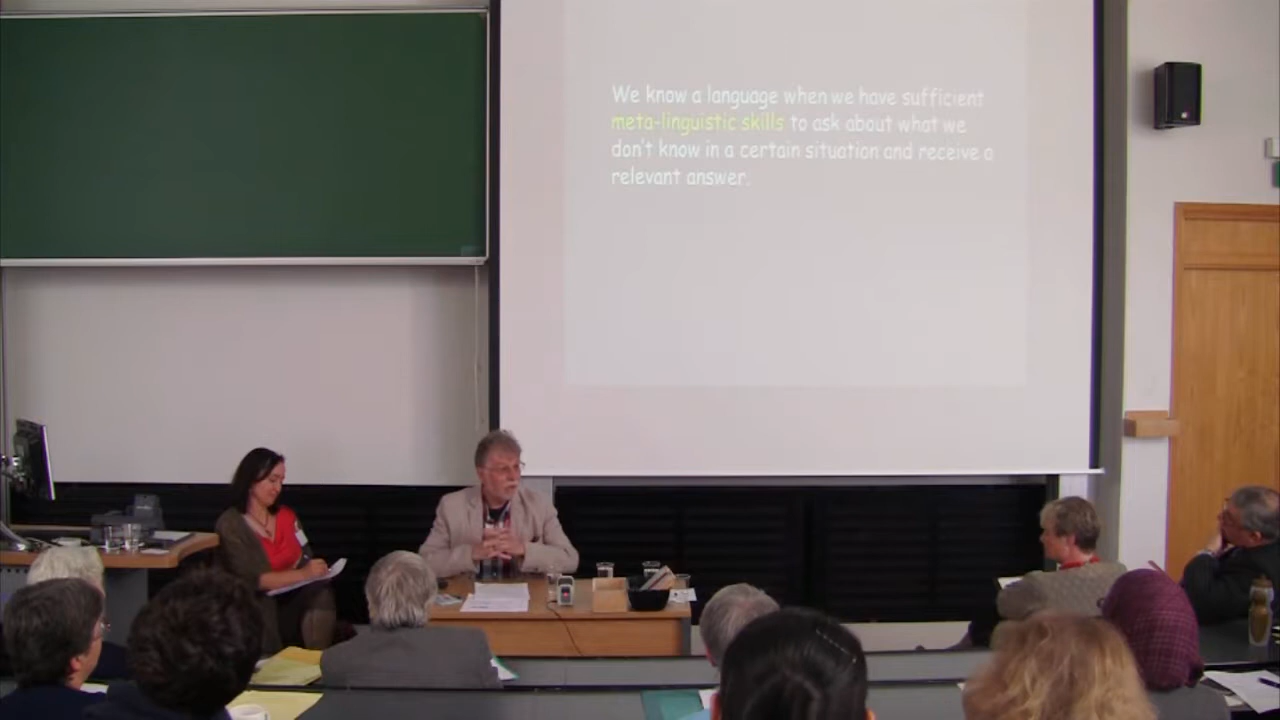 We know a language when we have sufficient
meta-linguistic skills to ask about what we
don't know in a certain situation and receive a
relevant answer.